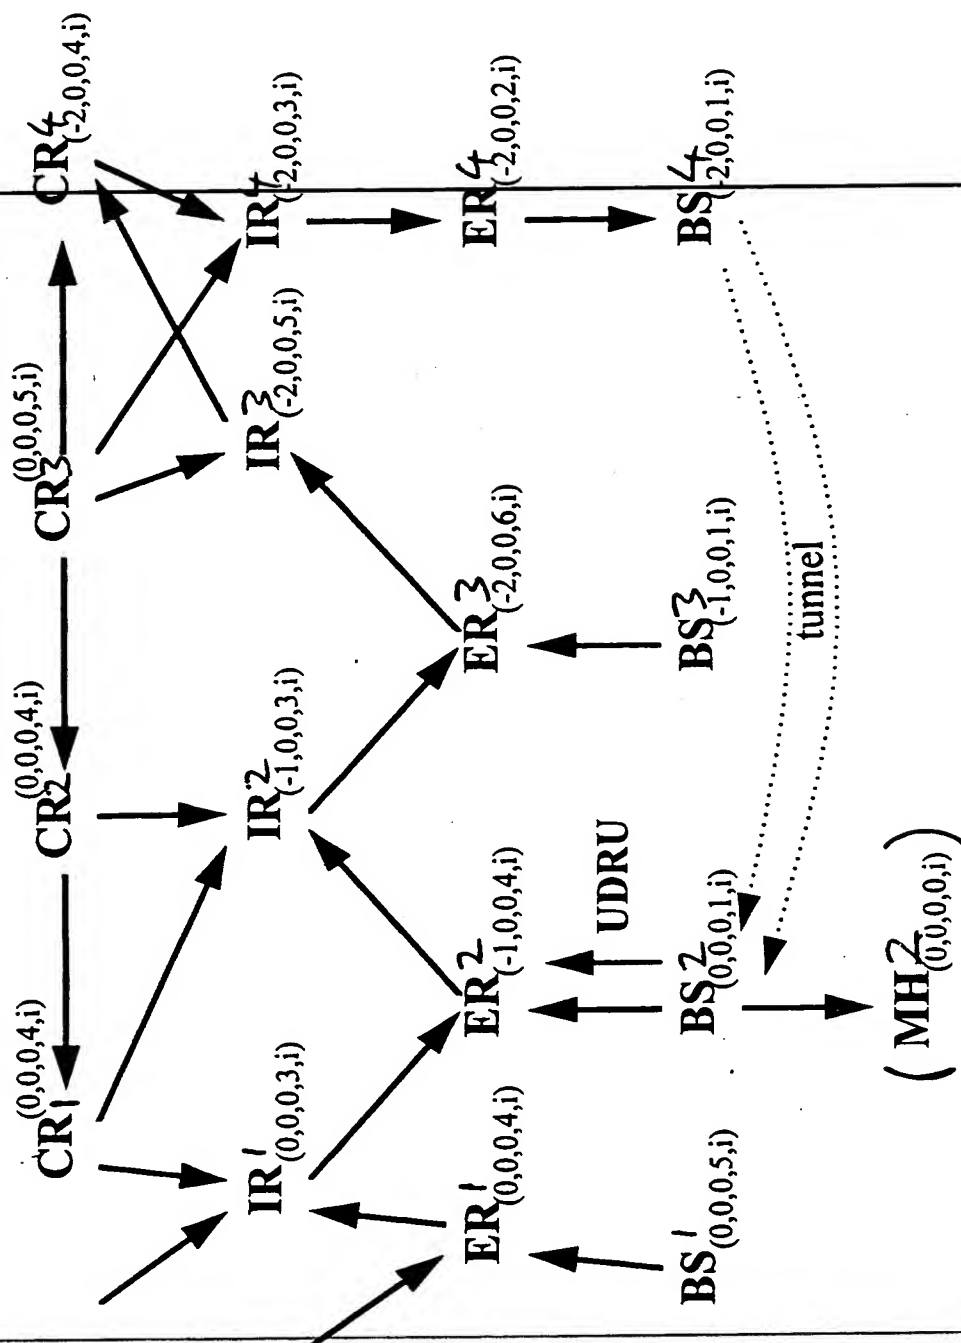 CR1 (0,0,0,4,i)
CR2 (0,0,0,4,i)
CR3 (0,0,0,5,i)
CR4 (-2,0,0,4,i)
IR1 (0,0,0,3,i)
IR2 (-1,0,0,3,i)
IR3 (-2,0,0,5,i)
IR4 (-2,0,0,3,i)
ER1 (0,0,0,4,i)
ER2 (-1,0,0,4,i)
ER3 (-2,0,0,6,i)
ER4 (-2,0,0,2,i)
UDRU
BS1 (0,0,0,5,i)
BS2 (0,0,0,1,i)
BS3 (-1,0,0,1,i)
BS4 (-2,0,0,1,i)
tunnel
(MH2 (0,0,0,0,i))